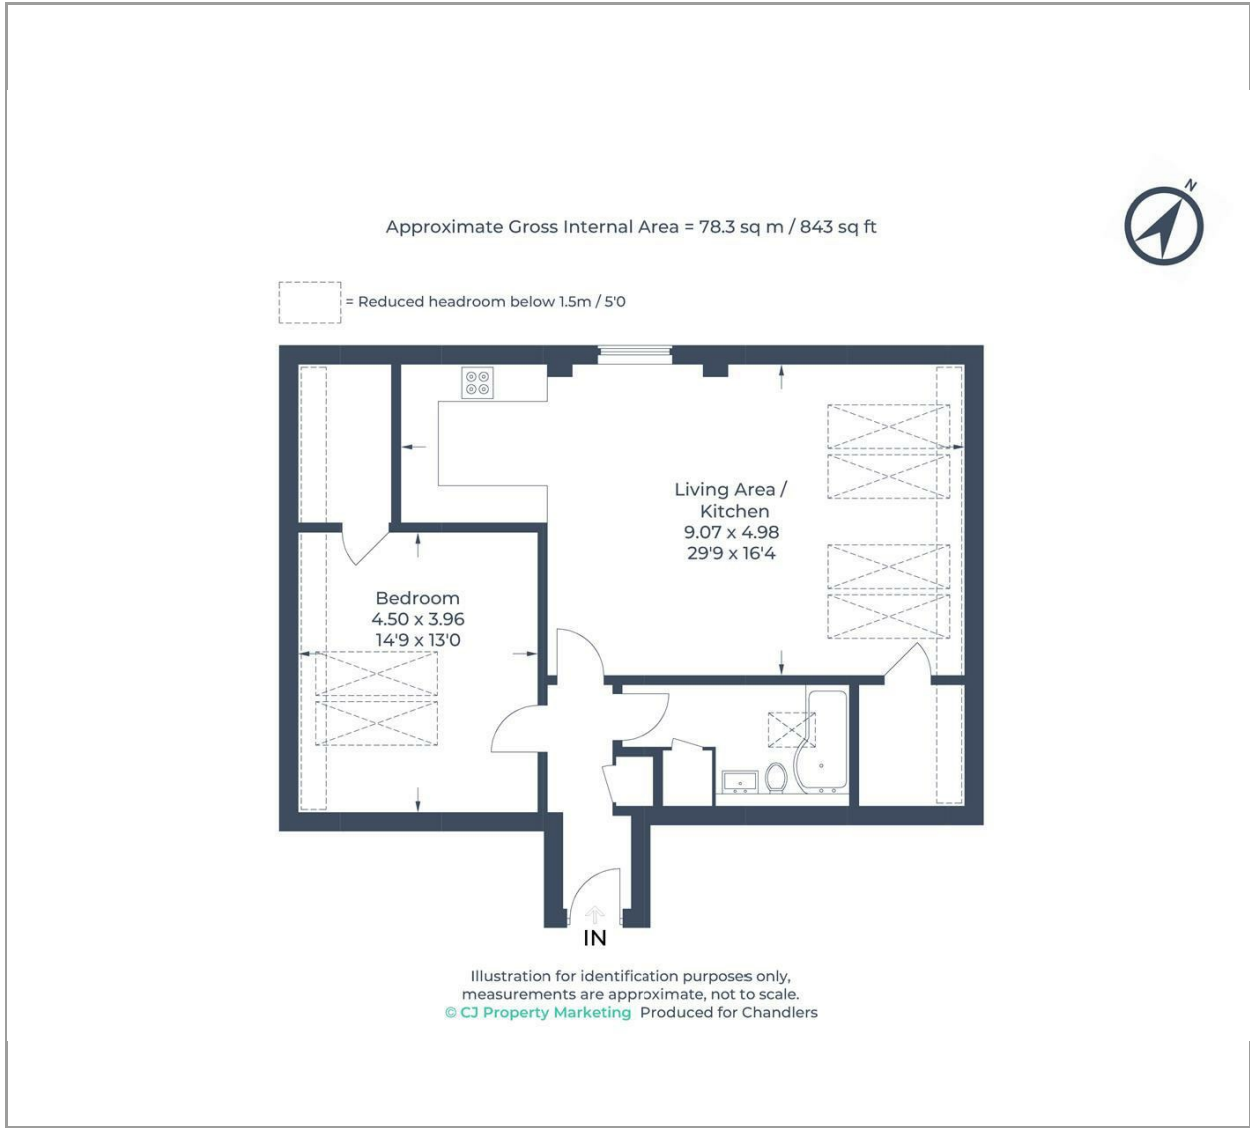 N
Approximate Gross Internal Area = 78.3 sq m / 843 sq ft
= Reduced headroom below 1.5m / 5'0
Living Area /
Kitchen
9.07 x 4.98
29'9 x 16'4
Bedroom
4.50 x 3.96
14'9 x 13'0
IN
Illustration for identification purposes only,
measurements are approximate, not to scale.
© CJ Property Marketing Produced for Chandlers